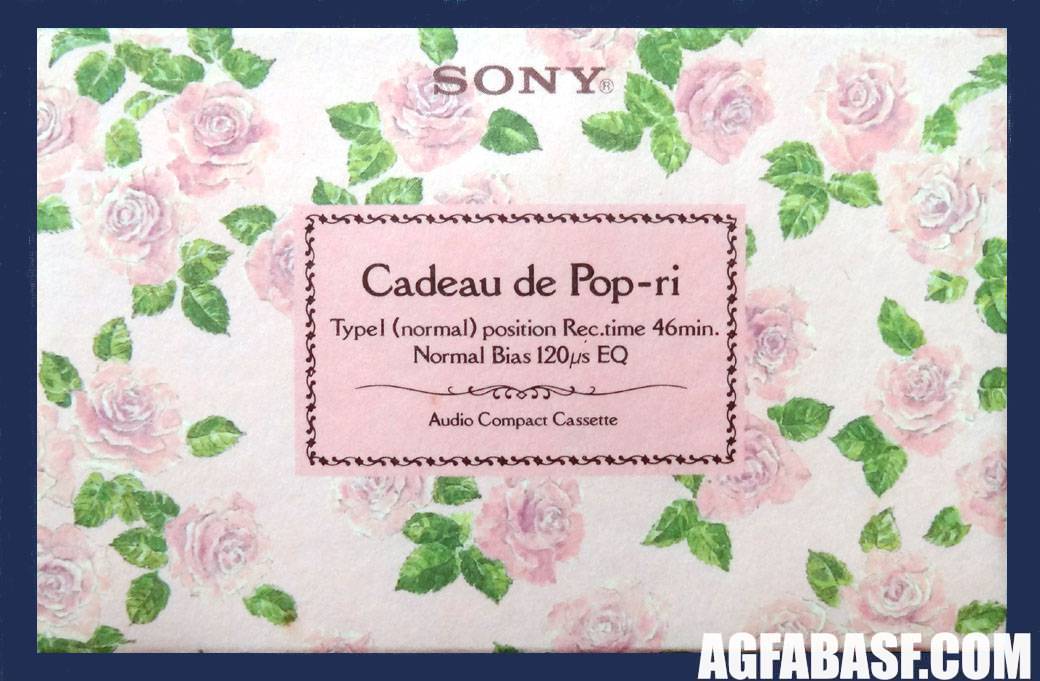 SONY®
Cadeau de Pop-ri
TypeI (normal) position Rec.time 46min.
Normal Bias 120μs EQ
Audio Compact Cassette
AGFABASF.COM